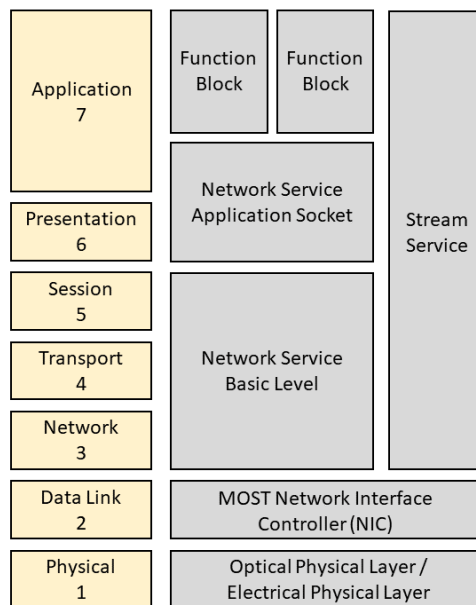 Application
7
Presentation
6
Session
5
Transport
4
Network
3
Data Link
2
Physical
1
Function
Block
Function
Block
Network Service
Application Socket
Network Service
Basic Level
Stream
Service
MOST Network Interface
Controller (NIC)
Optical Physical Layer /
Electrical Physical Layer